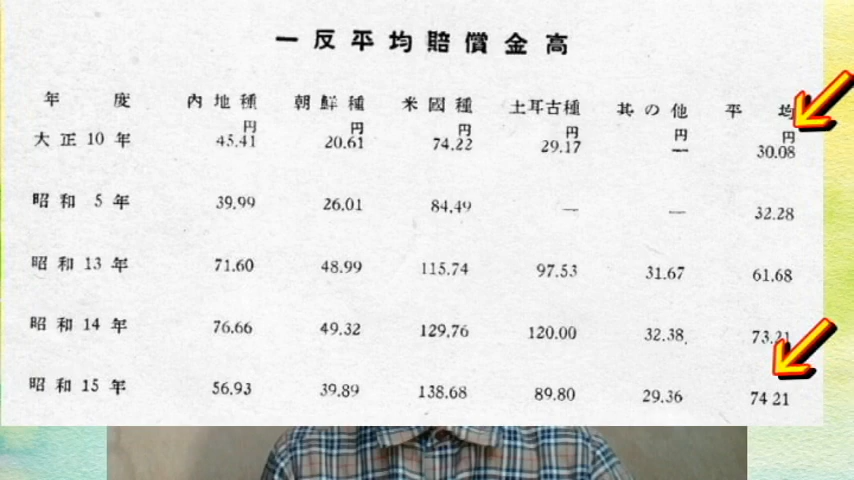 一反平均賠償金高
年度 內地種 朝鮮種 米國種 土耳古種 其の他 平均
円 円 円 円 円 円
大正10年 45.41 20.61 74.22 29.17 — 30.08
昭和 5年 39.99 26.01 84.49 — — 32.28
昭和13年 71.60 48.99 115.74 97.53 31.67 61.68
昭和14年 76.66 49.32 129.76 120.00 32.38 73.21
昭和15年 56.93 39.89 138.68 89.80 29.36 74 21